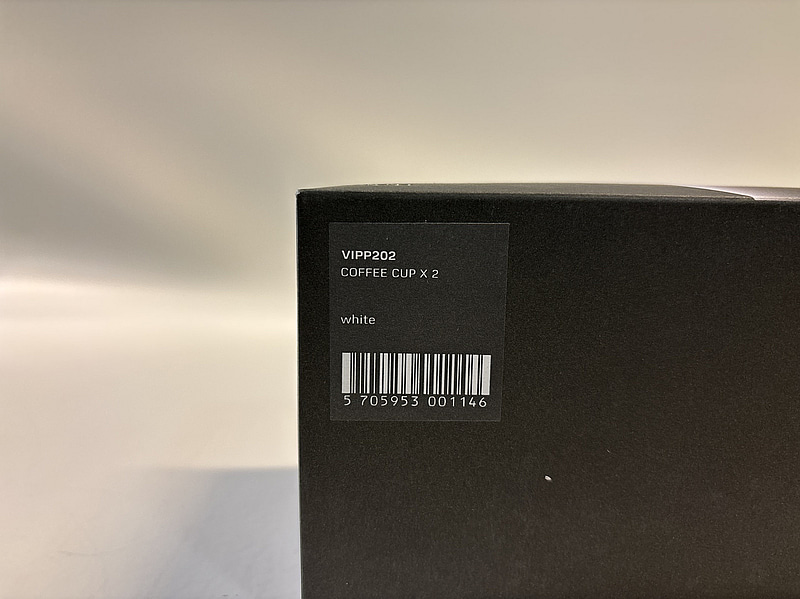 VIPP202
COFFEE CUP X 2
white
5 705953 001146